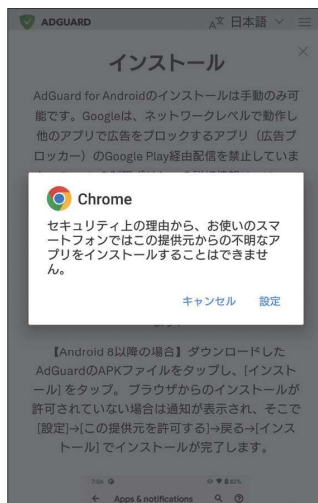 ADGUARD
日本語
インストール
AdGuard for Androidのインストールは手動のみ可
能です。Googleは、ネットワークレベルで動作し
他のアプリで広告をブロックするアプリ（広告ブ
ロッカー）のGoogle Play経由配信を禁止していま
Chrome
セキュリティ上の理由から、お使いのスマ
ートフォンではこの提供元からの不明なア
プリをインストールすることはできませ
ん。
キャンセル 設定
【Android 8以降の場合】ダウンロードした
AdGuardのAPKファイルをタップし、[インスト
ール] をタップ。 ブラウザからのインストールが
許可されていない場合は通知が表示され、そこで
[設定]→[この提供元を許可する]→戻る→[インス
トール] でインストールが完了します。
7:06 82%
Apps & notifications